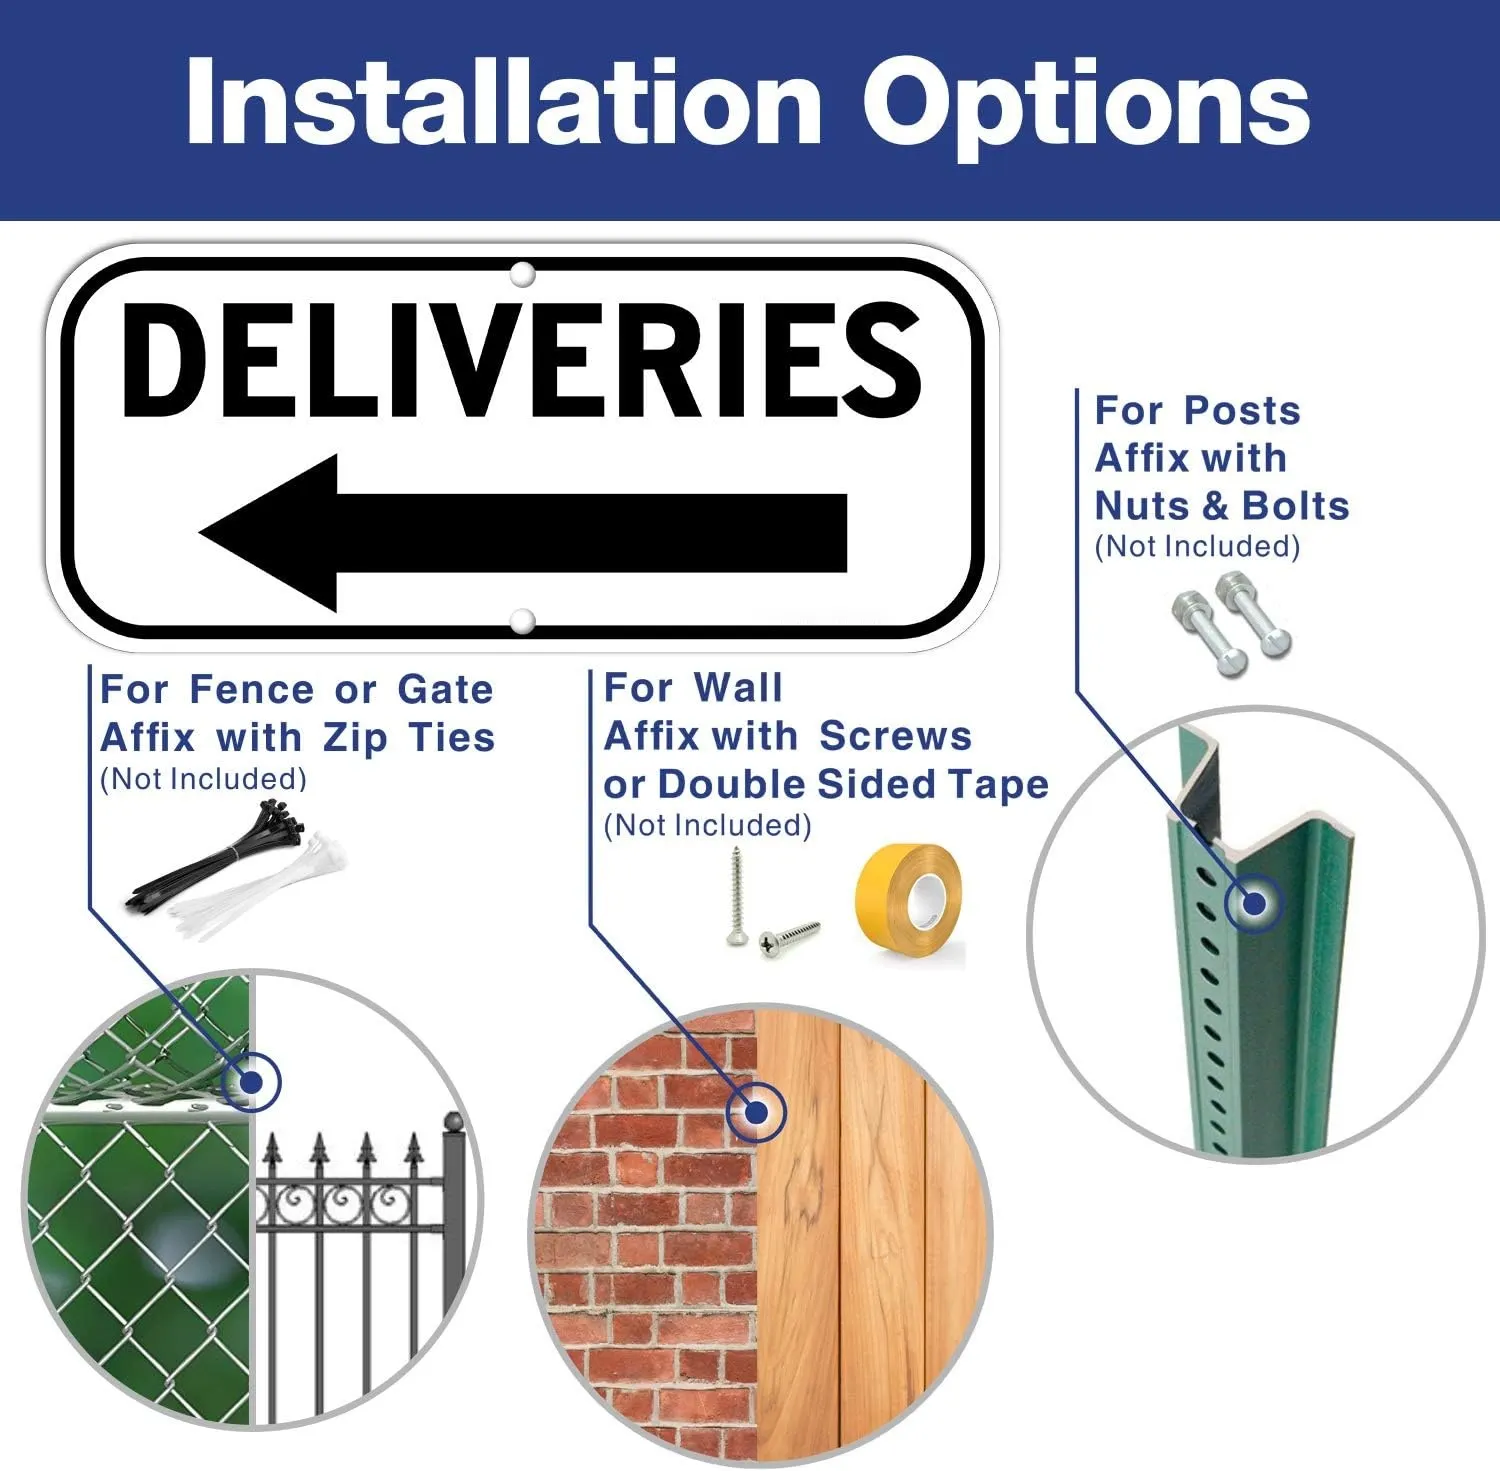 Installation Options
DELIVERIES
For Posts
Affix with
Nuts & Bolts
(Not Included)
For Fence or Gate
Affix with Zip Ties
(Not Included)
For Wall
Affix with Screws
or Double Sided Tape
(Not Included)